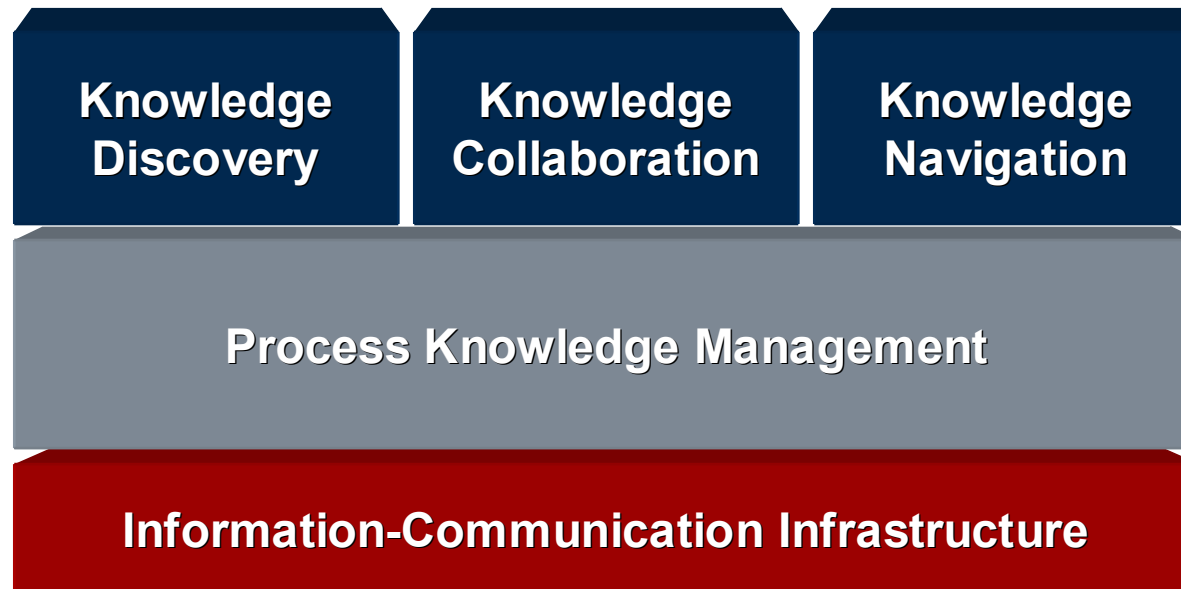 Knowledge
Discovery
Knowledge
Collaboration
Knowledge
Navigation
Process Knowledge Management
Information-Communication Infrastructure